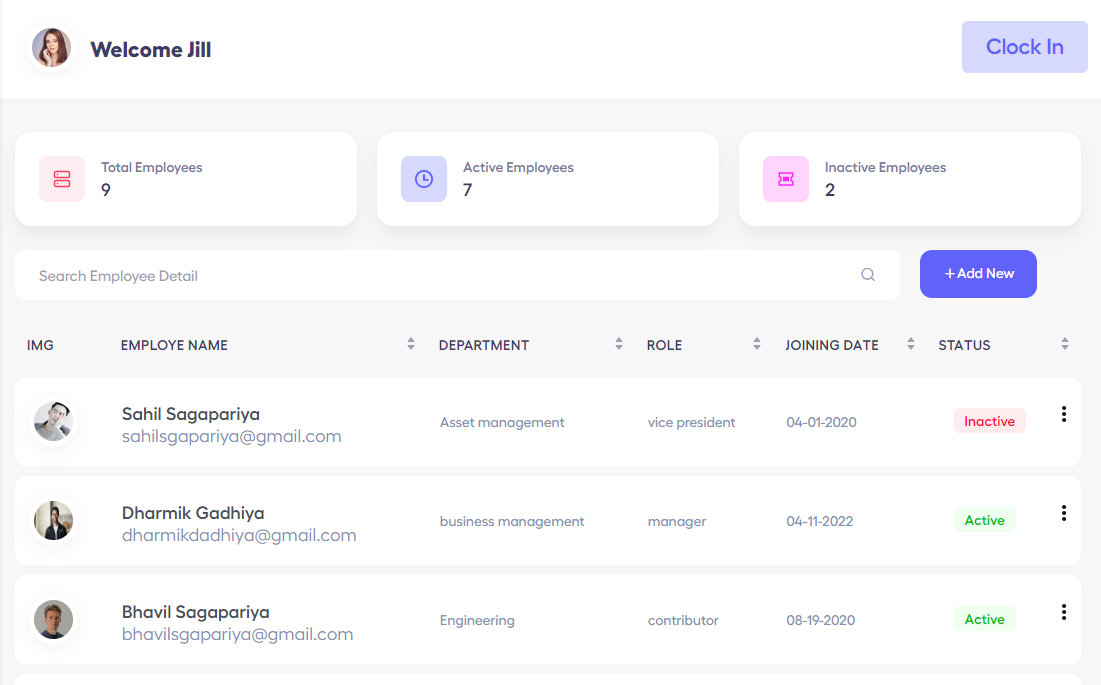 Welcome Jill
Clock In
Total Employees
9
Active Employees
7
Inactive Employees
2
Search Employee Detail
+ Add New
IMG EMPLOYE NAME DEPARTMENT ROLE JOINING DATE STATUS
Sahil Sagapariya
sahilsgapariya@gmail.com
Asset management vice president 04-01-2020 Inactive
Dharmik Gadhiya
dharmikdadhiya@gmail.com
business management manager 04-11-2022 Active
Bhavil Sagapariya
bhavilsgapariya@gmail.com
Engineering contributor 08-19-2020 Active